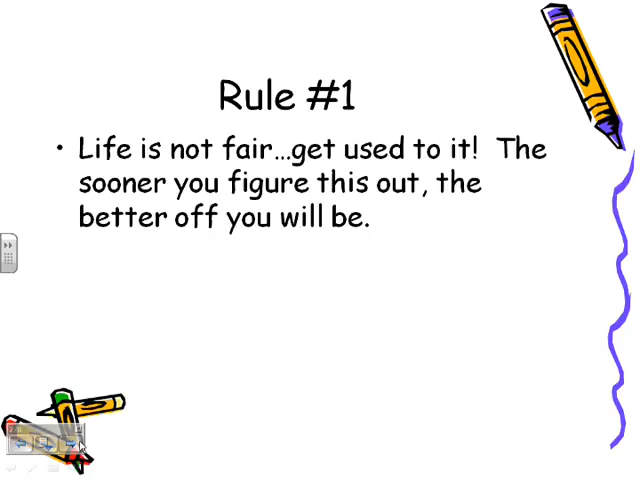 Rule #1
• Life is not fair...get used to it!  The
sooner you figure this out, the
better off you will be.